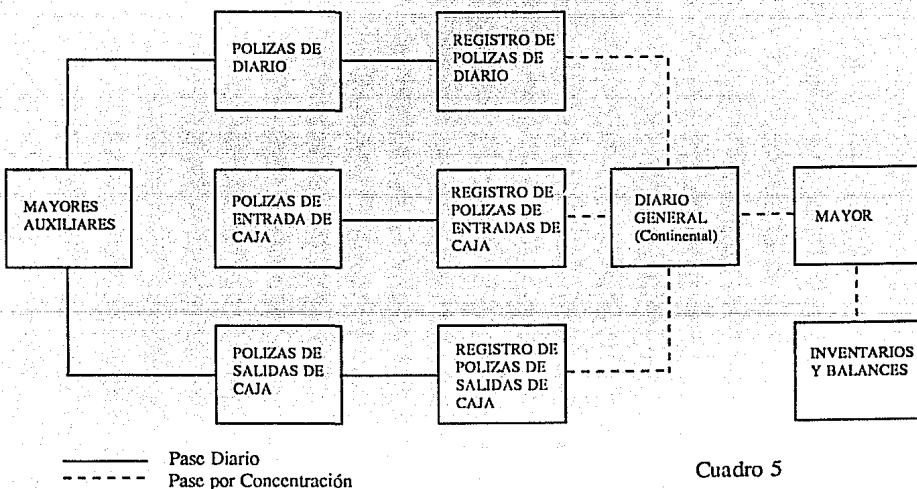 POLIZAS DE
DIARIO
REGISTRO DE
POLIZAS DE
DIARIO
MAYORES
AUXILIARES
POLIZAS DE
ENTRADA DE
CAJA
REGISTRO DE
POLIZAS DE
ENTRADAS DE
CAJA
DIARIO
GENERAL
(Continental)
MAYOR
POLIZAS DE
SALIDAS DE
CAJA
REGISTRO DE
POLIZAS DE
SALIDAS DE
CAJA
INVENTARIOS
Y BALANCES
Pase Diario
Pase por Concentración
Cuadro 5